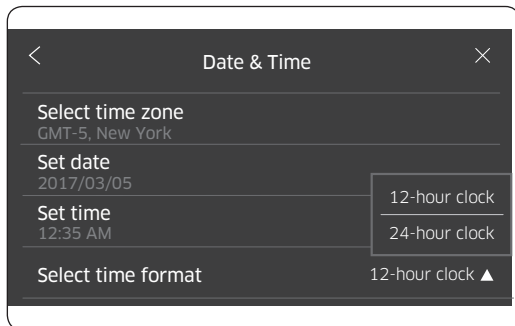 Date & Time
Select time zone
GMT-5, New York
Set date
2017/03/05
12-hour clock
Set time
24-hour clock
12:35 AM
Select time format
12-hour clock ▲